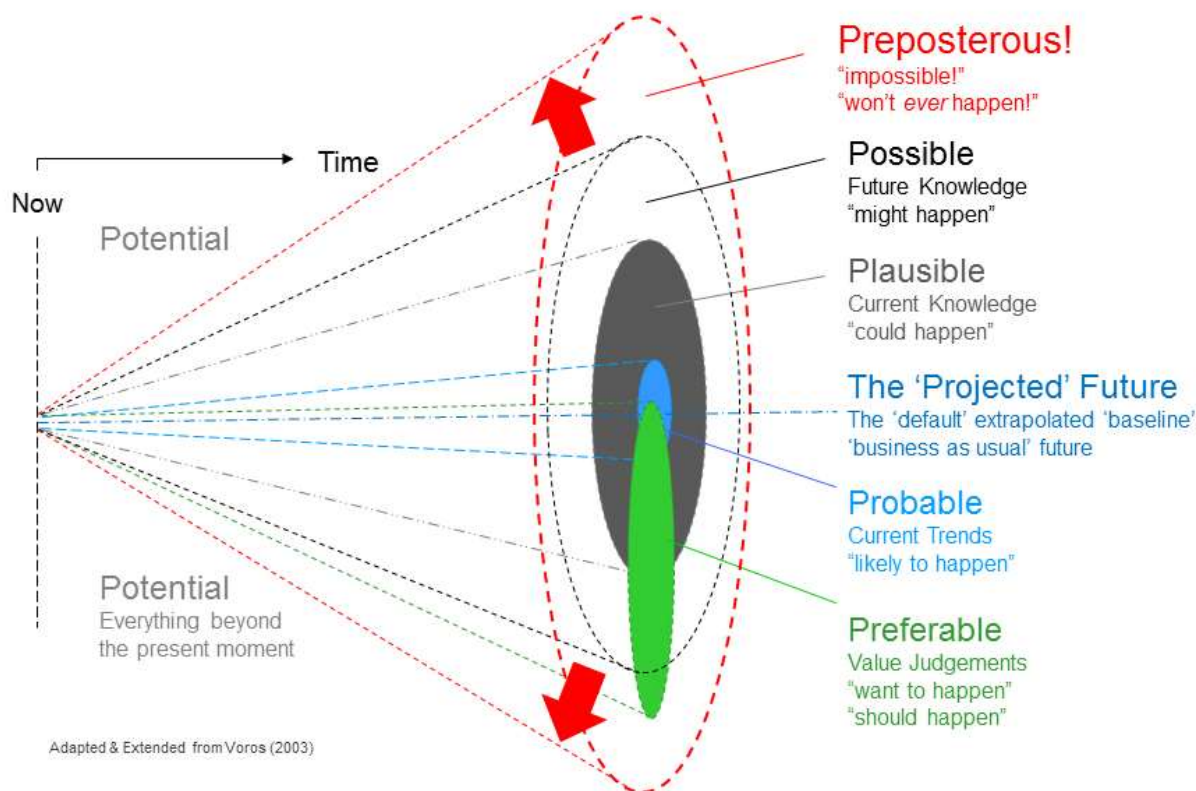 Preposterous!
“impossible!”
“won’t ever happen!”
Time
Now
Potential
Possible
Future Knowledge
“might happen”
Plausible
Current Knowledge
“could happen”
The ‘Projected’ Future
The ‘default’ extrapolated ‘baseline’
‘business as usual’ future
Probable
Current Trends
“likely to happen”
Potential
Everything beyond
the present moment
Preferable
Value Judgements
“want to happen”
“should happen”
Adapted & Extended from Voros (2003)